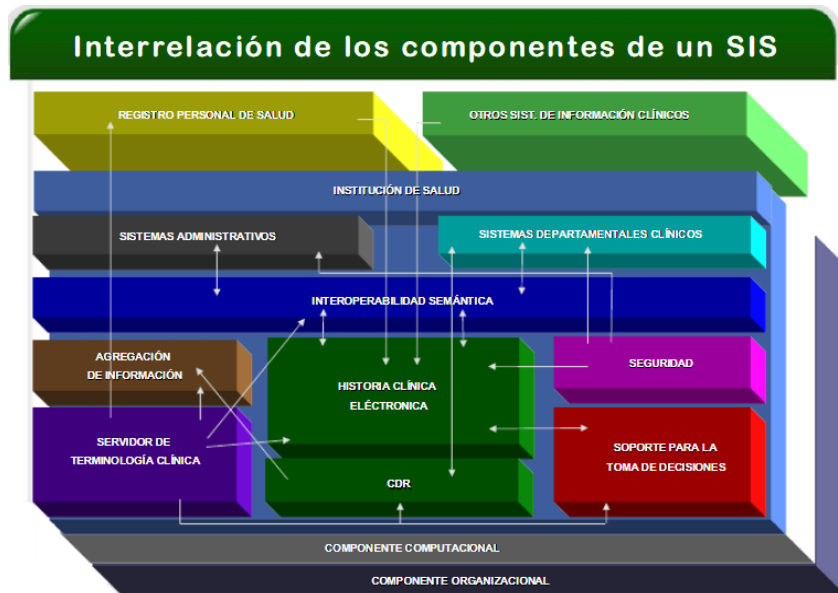 Interrelación de los componentes de un SIS
REGISTRO PERSONAL DE SALUD
OTROS SIST. DE INFORMACIÓN CLÍNICOS
INSTITUCIÓN DE SALUD
SISTEMAS ADMINISTRATIVOS
SISTEMAS DEPARTAMENTALES CLÍNICOS
INTEROPERABILIDAD SEMÁNTICA
AGREGACIÓN
DE INFORMACIÓN
HISTORIA CLÍNICA
ELÉCTRONICA
SEGURIDAD
SERVIDOR DE
TERMINOLOGÍA CLÍNICA
CDR
SOPORTE PARA LA
TOMA DE DECISIONES
COMPONENTE COMPUTACIONAL
COMPONENTE ORGANIZACIONAL